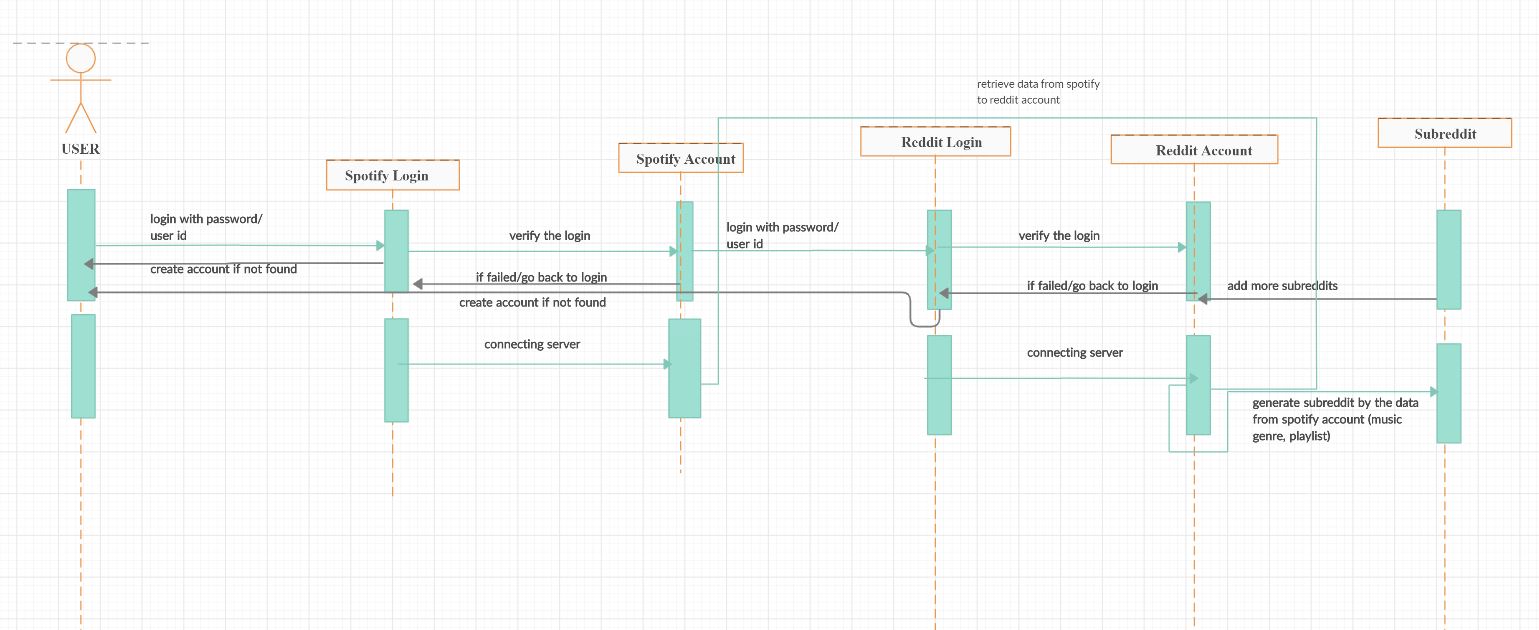 retrieve data from spotify
to reddit account
USER
Spotify Login
Spotify Account
Reddit Login
Reddit Account
Subreddit
login with password/
user id
verify the login
login with password/
user id
verify the login
create account if not found
if failed/go back to login
if failed/go back to login
add more subreddits
create account if not found
connecting server
connecting server
generate subreddit by the data
from spotify account (music
genre, playlist)